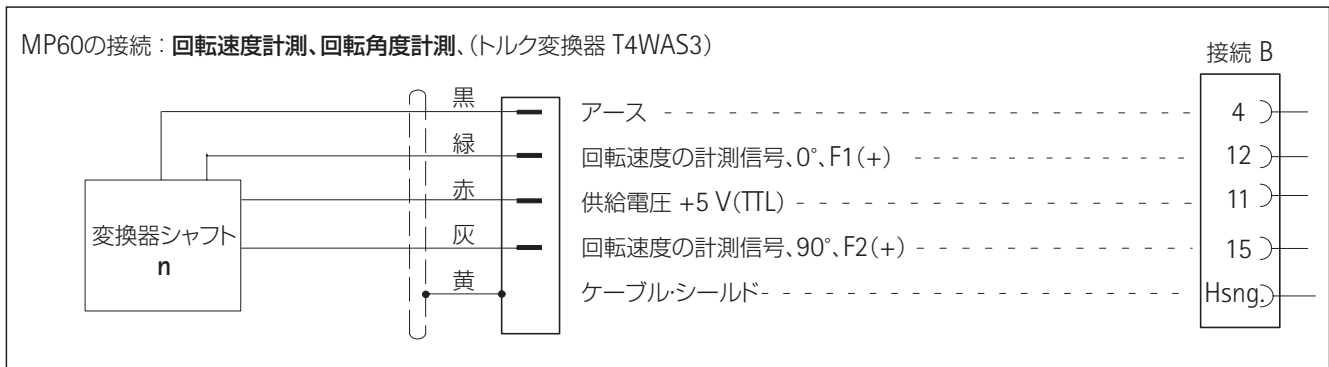 MP60の接続：回転速度計測、回転角度計測、（トルク変換器 T4WAS3）
接続 B
黒 アース 4
緑 回転速度の計測信号、0°、F1（+） 12
赤 供給電圧 +5 V（TTL） 11
変換器シャフト
n
灰 回転速度の計測信号、90°、F2（+） 15
黄 ケーブル·シールド Hsng.